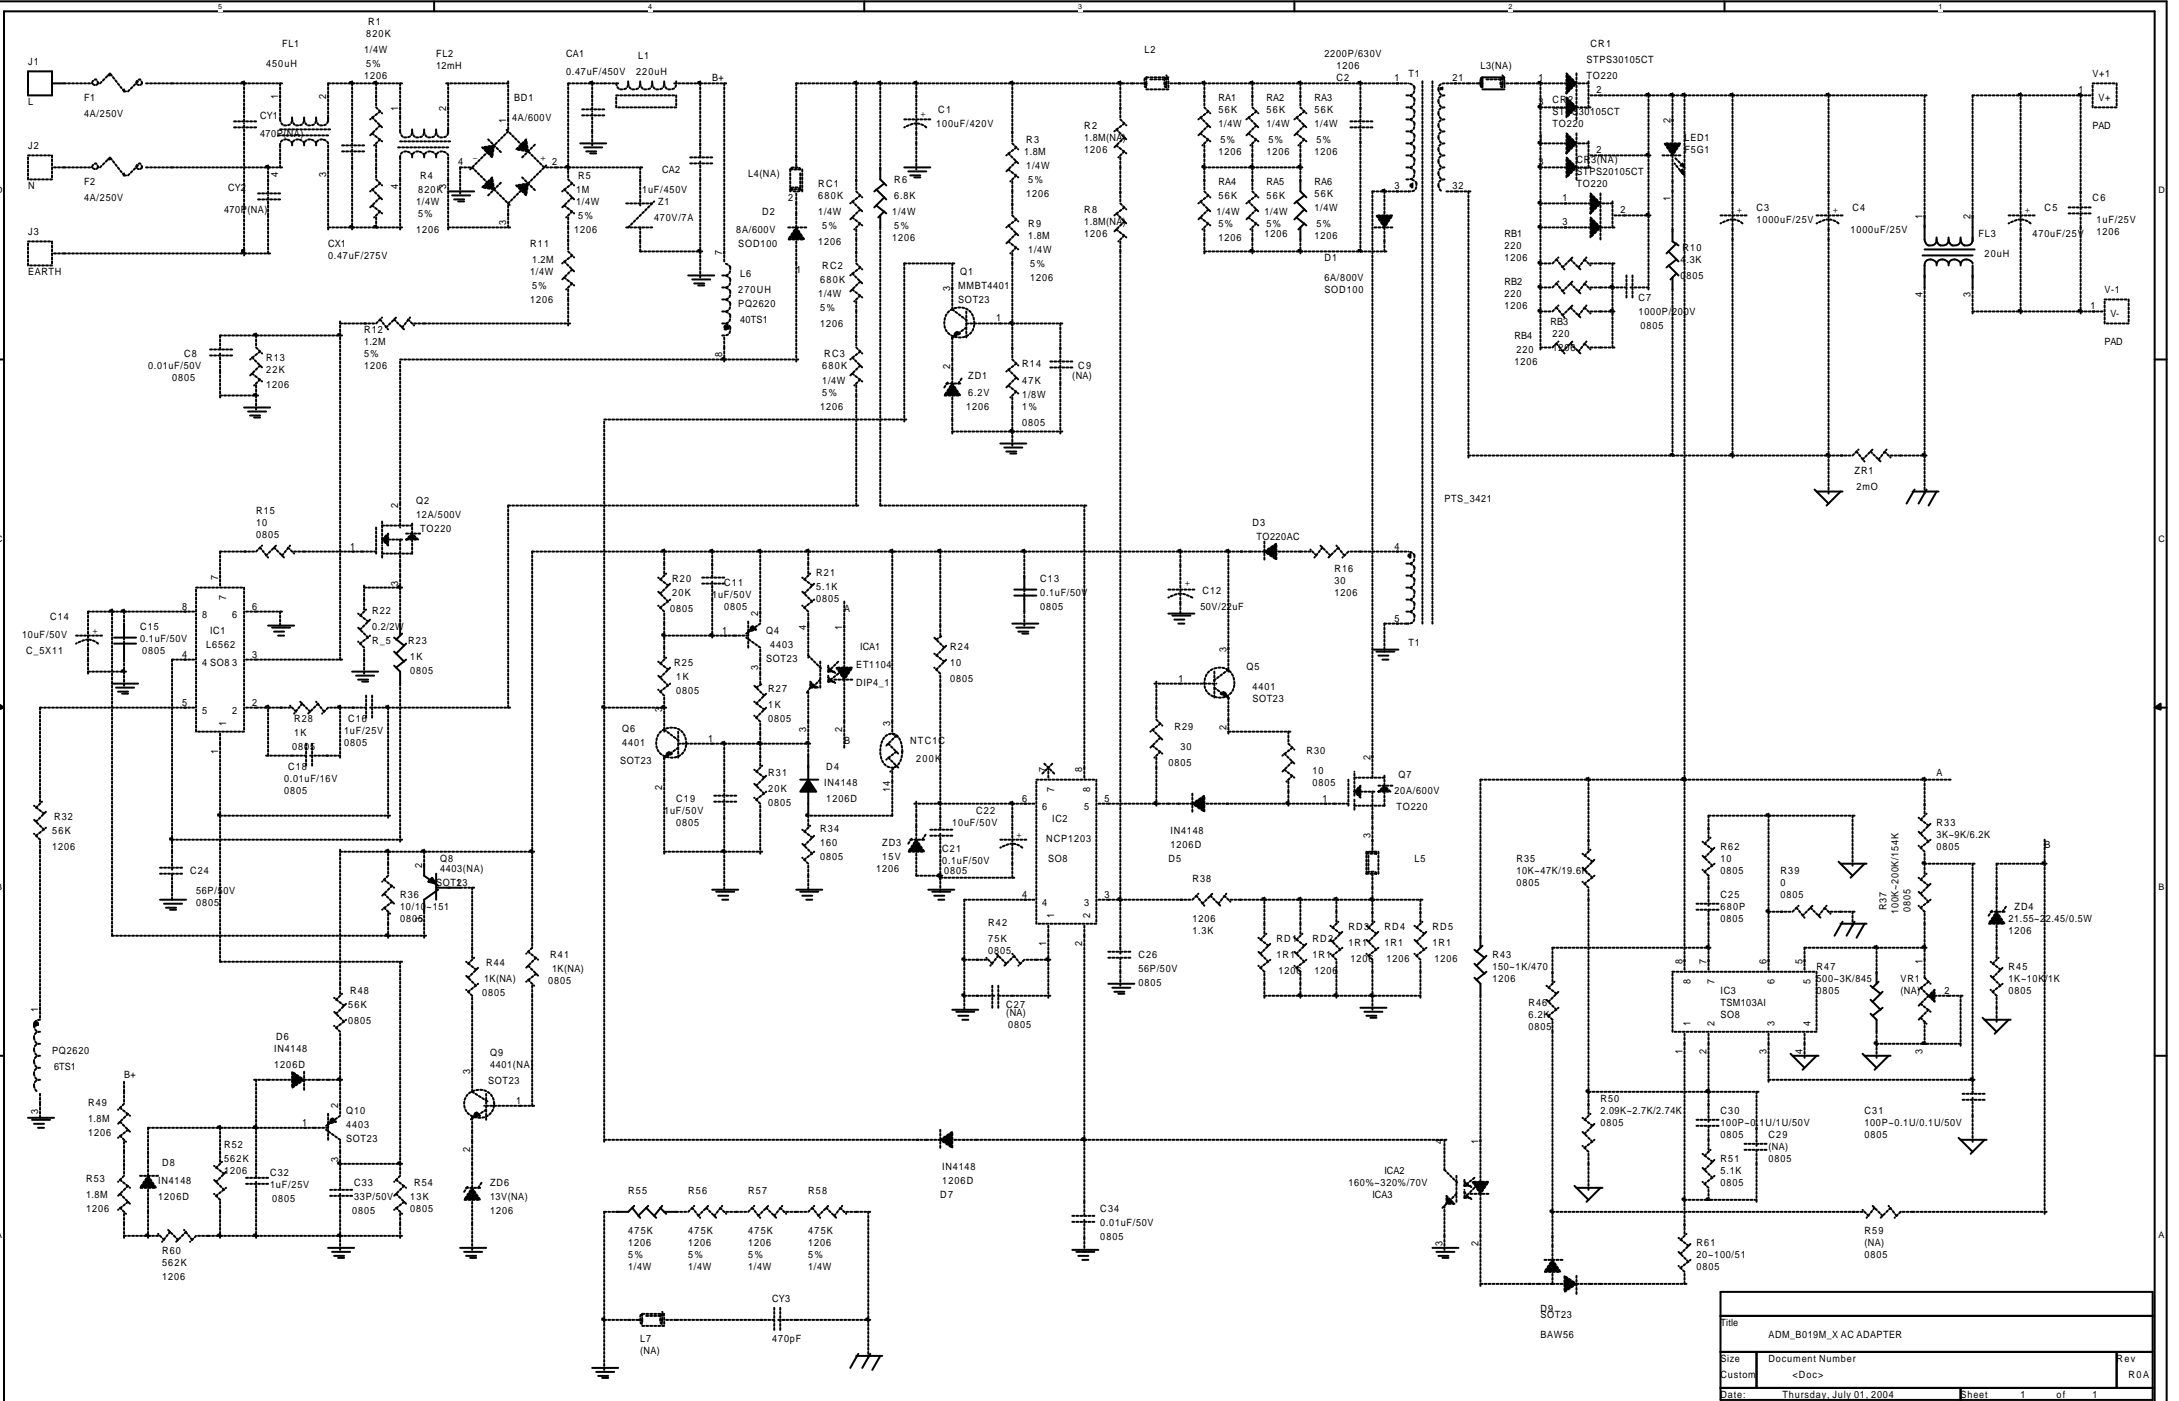 5
4
3
2
1
J1
L
F1
4A/250V
J2
N
F2
4A/250V
J3
EARTH
FL1
450uH
CY1
470P(NA)
CY2
470P(NA)
R1
820K
1/4W
5%
1206
CX1
0.47uF/275V
FL2
12mH
R4
820K
1/4W
5%
1206
BD1
4A/600V
CA1
0.47uF/450V
L1
220uH
B+
R5
1M
1/4W
5%
1206
CA2
1uF/450V
Z1
470V/7A
R11
1.2M
1/4W
5%
1206
R12
1.2M
5%
1206
C8
0.01uF/50V
0805
R13
22K
1206
L6
270UH
PQ2620
40TS1
L4(NA)
D2
8A/600V
SOD100
RC1
680K
1/4W
5%
1206
RC2
680K
1/4W
5%
1206
RC3
680K
1/4W
5%
1206
R6
6.8K
1/4W
5%
1206
C1
100uF/420V
Q1
MMBT4401
SOT23
ZD1
6.2V
1206
R3
1.8M
1/4W
5%
1206
R9
1.8M
1/4W
5%
1206
R14
47K
1/8W
1%
0805
C9
(NA)
R2
1.8M(NA)
1206
R8
1.8M(NA)
1206
L2
RA1
56K
1/4W
5%
1206
RA2
56K
1/4W
5%
1206
RA3
56K
1/4W
5%
1206
RA4
56K
1/4W
5%
1206
RA5
56K
1/4W
5%
1206
RA6
56K
1/4W
5%
1206
2200P/630V
1206
C2
D1
6A/800V
SOD100
T1
PTS_3421
T1
L3(NA)
CR1
STPS30105CT
TO220
CR2
STPS30105CT
TO220
CR3(NA)
STPS20105CT
TO220
RB1
220
1206
RB2
220
1206
RB3
220
1206
RB4
220
1206
C7
1000P/200V
0805
LED1
F5G1
R10
4.3K
0805
C3
1000uF/25V
C4
1000uF/25V
ZR1
2mO
FL3
20uH
C5
470uF/25V
C6
1uF/25V
1206
V+1
V+
PAD
V-1
V-
PAD
R15
10
0805
Q2
12A/500V
TO220
C14
10uF/50V
C_5X11
C15
0.1uF/50V
0805
IC1
L6562
SO8
R22
0.2/2W
R_5
R23
1K
0805
R28
1K
0805
C16
1uF/25V
0805
C18
0.01uF/16V
0805
R32
56K
1206
C24
56P/50V
0805
Q8
4403(NA)
SOT23
R36
10/10~151
0805
R44
1K(NA)
0805
R41
1K(NA)
0805
R48
56K
0805
PQ2620
6TS1
D6
IN4148
1206D
B+
R49
1.8M
1206
R53
1.8M
1206
D8
IN4148
1206D
R52
562K
1206
R60
562K
1206
C32
1uF/25V
0805
Q10
4403
SOT23
C33
33P/50V
0805
R54
13K
0805
Q9
4401(NA)
SOT23
ZD6
13V(NA)
1206
R20
20K
0805
C11
1uF/50V
0805
R25
1K
0805
Q4
4403
SOT23
R21
5.1K
0805
A
B
ICA1
ET1104
DIP4_1
R27
1K
0805
Q6
4401
SOT23
C19
1uF/50V
0805
R31
20K
0805
D4
IN4148
1206D
R34
160
0805
NTC1C
200K
R24
10
0805
C13
0.1uF/50V
0805
C12
50V/22uF
D3
TO220AC
R16
30
1206
Q5
4401
SOT23
R29
30
0805
R30
10
0805
Q7
20A/600V
TO220
ZD3
15V
1206
C21
0.1uF/50V
0805
C22
10uF/50V
IC2
NCP1203
SO8
IN4148
1206D
D5
L5
R38
1206
1.3K
R42
75K
0805
C27
(NA)
0805
C26
56P/50V
0805
RD1
1R1
1206
RD2
1R1
1206
RD3
1R1
1206
RD4
1R1
1206
RD5
1R1
1206
R43
150~1K/470
1206
R35
10K~47K/19.6K
0805
R46
6.2K
0805
R62
10
0805
C25
680P
0805
R39
0
0805
A
R33
3K~9K/6.2K
0805
R37
100K~200K/154K
0805
B
ZD4
21.55~22.45/0.5W
1206
R45
1K~10K/1K
0805
IC3
TSM103AI
SO8
R47
500~3K/845
0805
VR1
(NA)
R50
2.09K~2.7K/2.74K
0805
C30
100P~0.1U/1U/50V
0805
C29
(NA)
0805
R51
5.1K
0805
C31
100P~0.1U/0.1U/50V
0805
R59
(NA)
0805
R61
20~100/51
0805
D9
SOT23
BAW56
ICA2
160%~320%/70V
ICA3
IN4148
1206D
D7
C34
0.01uF/50V
0805
R55
475K
1206
5%
1/4W
R56
475K
1206
5%
1/4W
R57
475K
1206
5%
1/4W
R58
475K
1206
5%
1/4W
L7
(NA)
CY3
470pF
Title
ADM_B019M_X AC ADAPTER
Size
Document Number
Rev
Custom
<Doc>
R0A
Date:
Thursday, July 01, 2004
Sheet 1 of 1